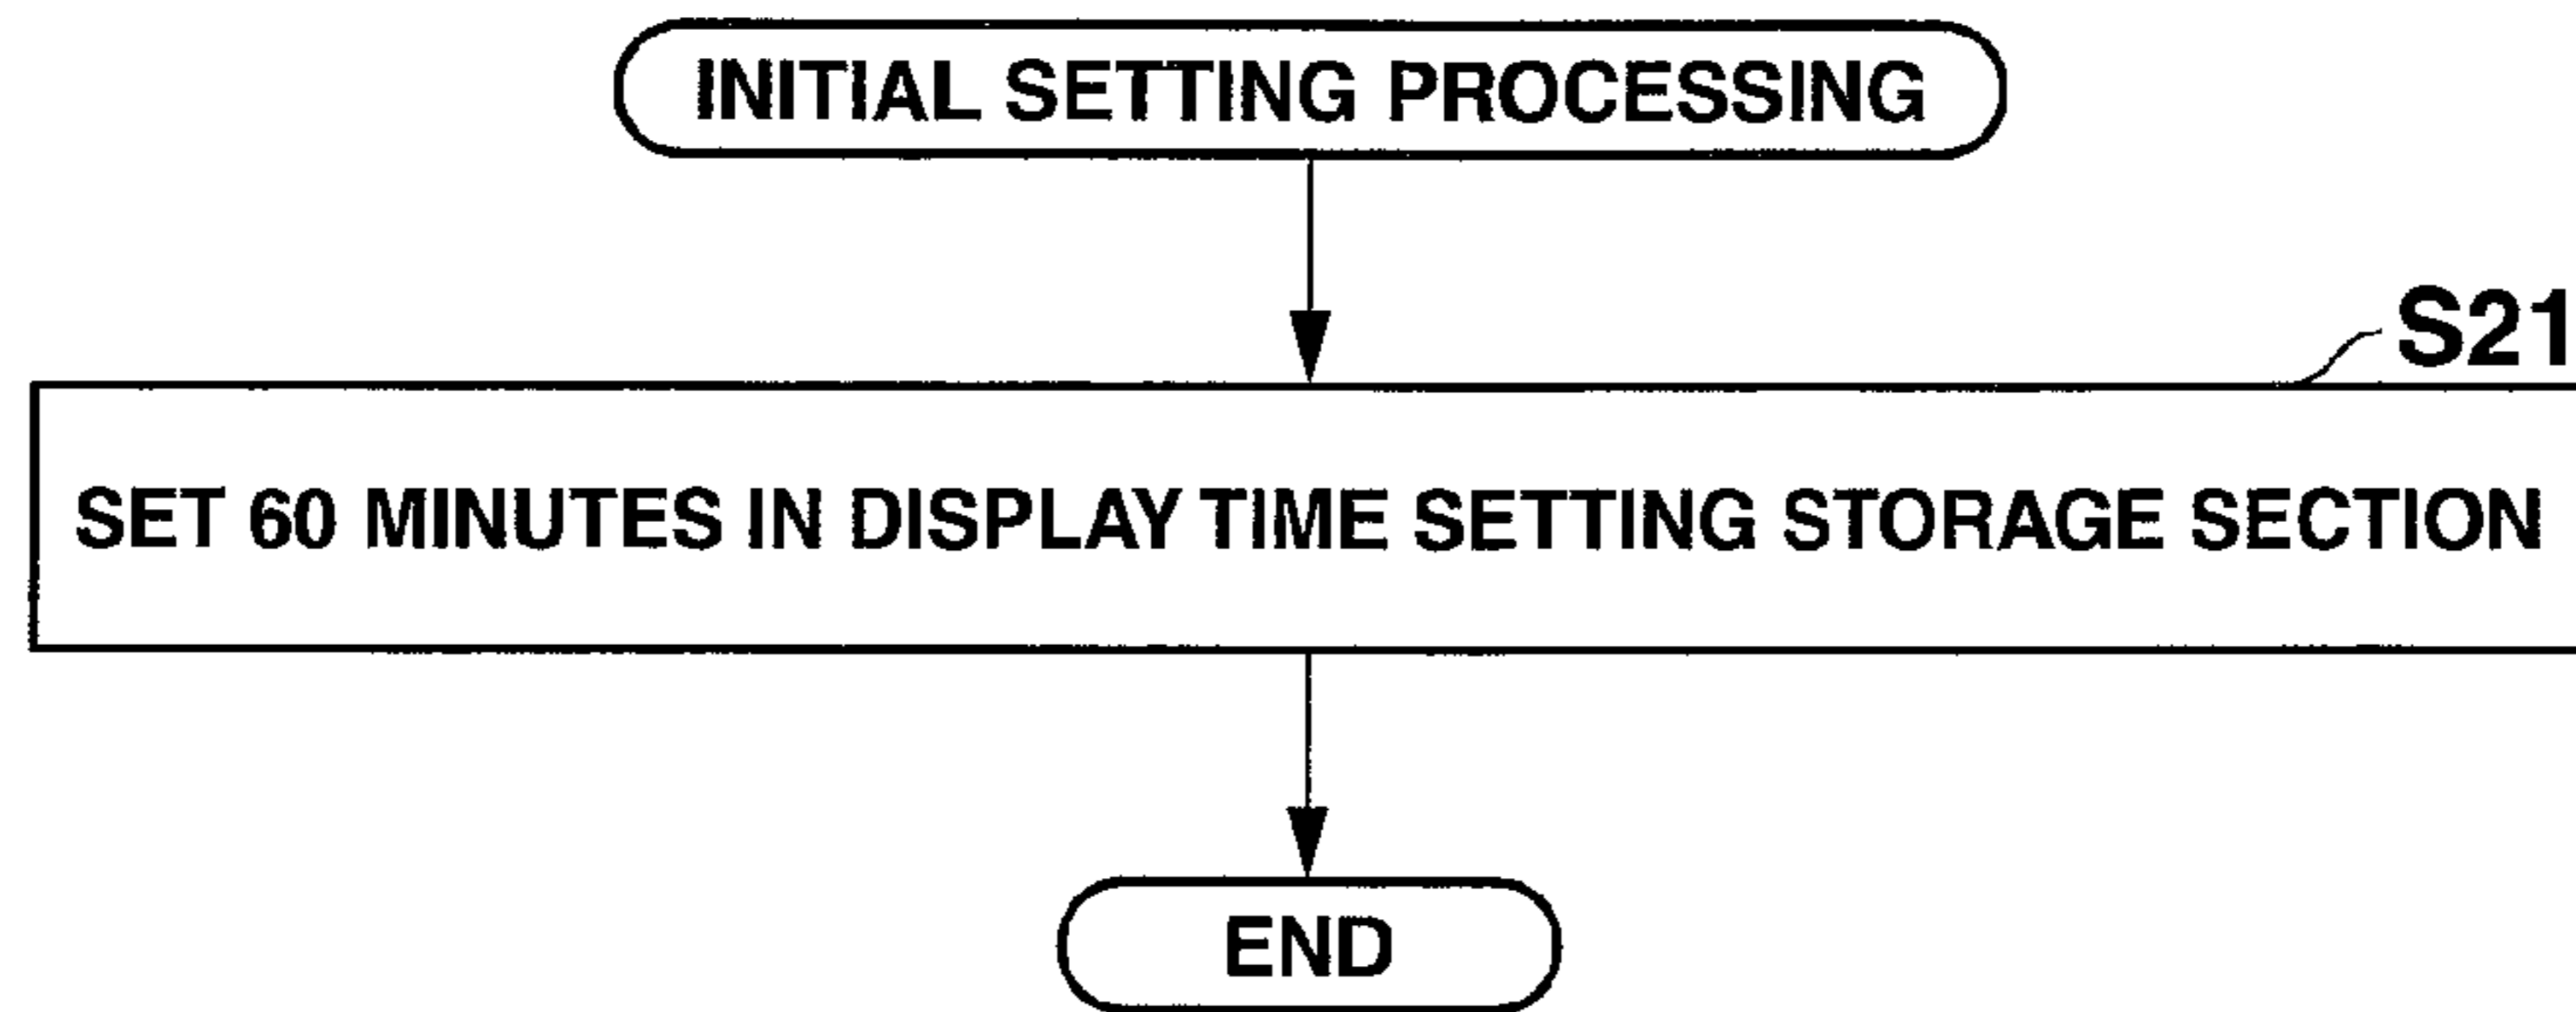 INITIAL SETTING PROCESSING
S21
SET 60 MINUTES IN DISPLAY TIME SETTING STORAGE SECTION
END